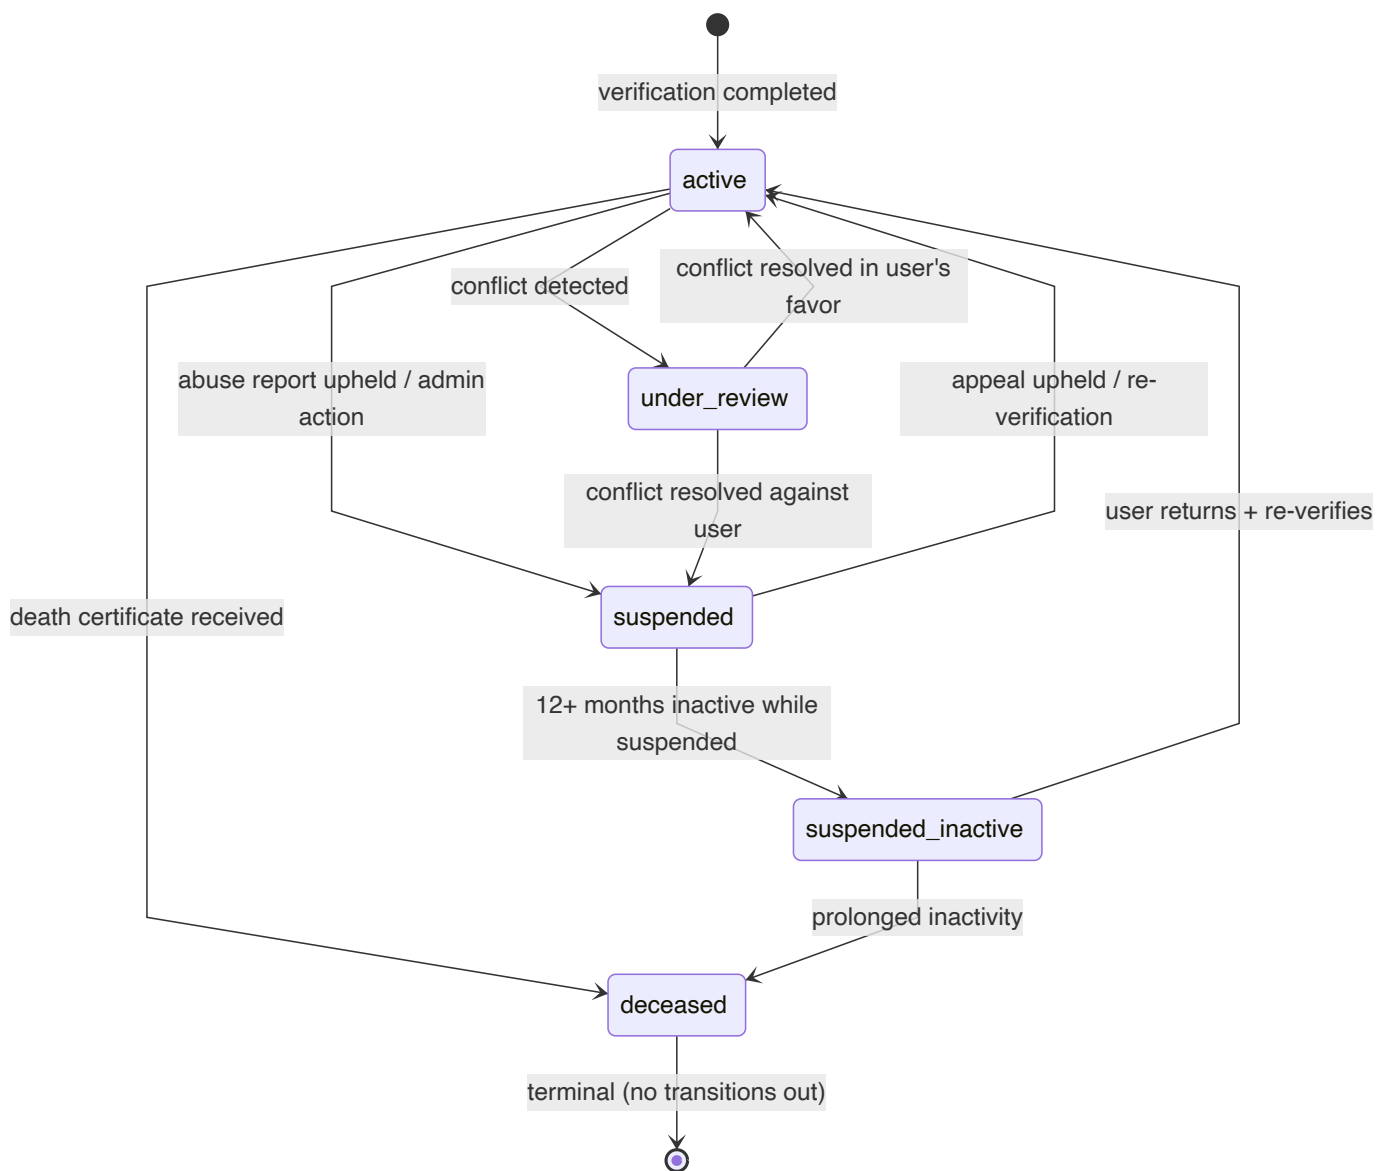 verification completed
active
conflict detected
conflict resolved in user's
favor
abuse report upheld / admin
action
under_review
appeal upheld / re-
verification
conflict resolved against
user
user returns + re-verifies
death certificate received
suspended
12+ months inactive while
suspended
suspended_inactive
prolonged inactivity
deceased
terminal (no transitions out)